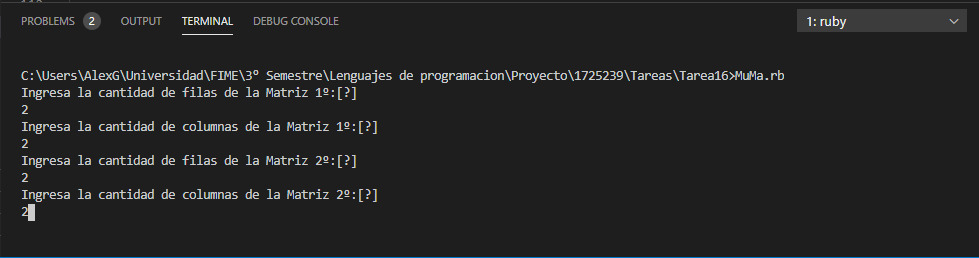 PROBLEMS 2 OUTPUT TERMINAL DEBUG CONSOLE 1: ruby
C:\Users\AlexG\Universidad\FIME\3º Semestre\Lenguajes de programacion\Proyecto\1725239\Tareas\Tarea16>MuMa.rb
Ingresa la cantidad de filas de la Matriz 1º:[?]
2
Ingresa la cantidad de columnas de la Matriz 1º:[?]
2
Ingresa la cantidad de filas de la Matriz 2º:[?]
2
Ingresa la cantidad de columnas de la Matriz 2º:[?]
2